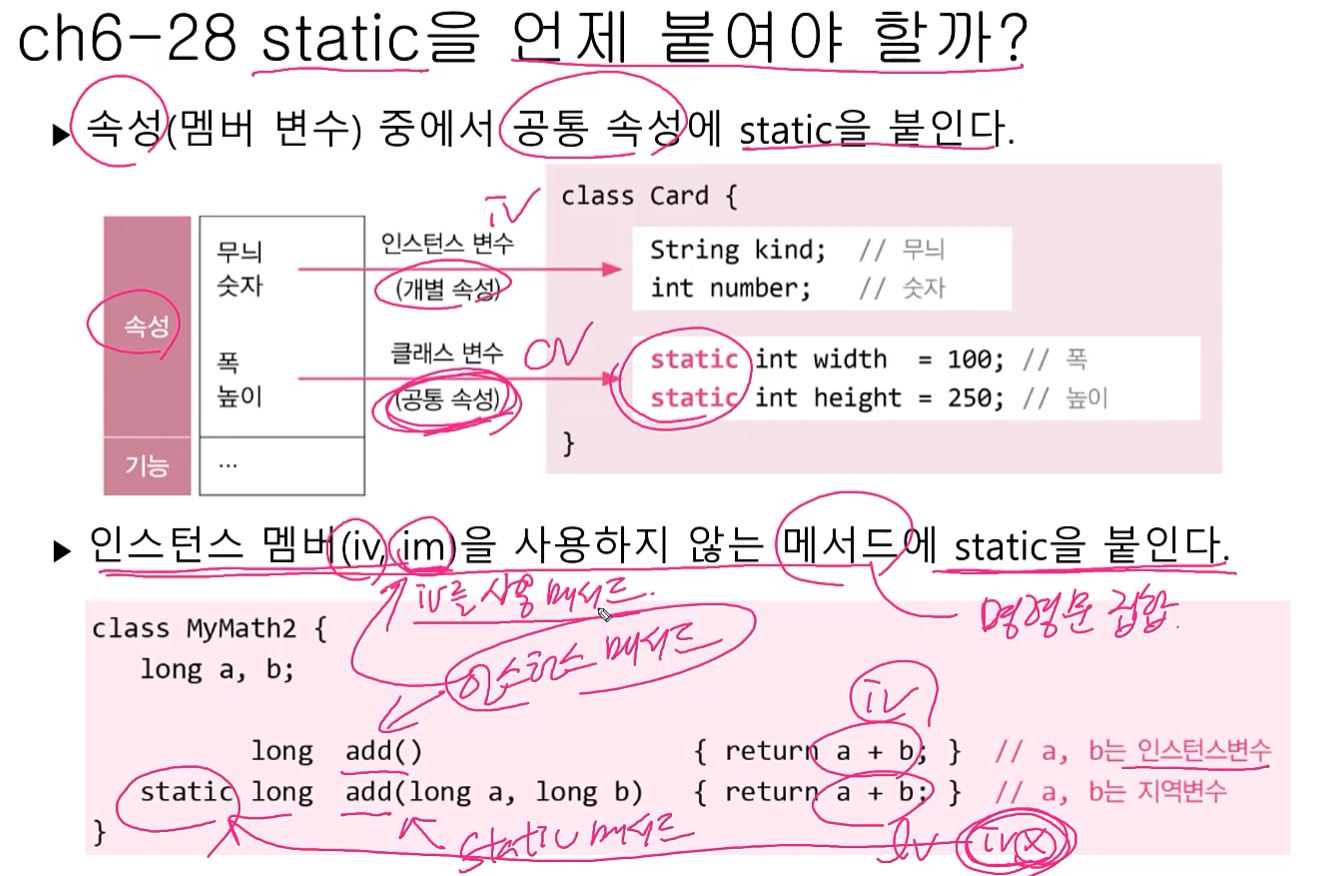 ch6-28 static을 언제 붙여야 할까?
▶ 속성(멤버 변수) 중에서 공통 속성에 static을 붙인다.
속성
기능
무늬
숫자
폭
높이
...
iv
인스턴스 변수
(개별 속성)
클래스 변수
cv
(공통 속성)
class Card {
String kind; // 무늬
int number; // 숫자
static int width = 100; // 폭
static int height = 250; // 높이
}
▶ 인스턴스 멤버(iv, im)을 사용하지 않는 메서드에 static을 붙인다.
iv를 사용 메서드.
명령문 집합.
인스턴스 메서드
class MyMath2 {
long a, b;
iv
long add() { return a + b; } // a, b는 인스턴스변수
static long add(long a, long b) { return a + b; } // a, b는 지역변수
}
static 메서드
lv
iv x